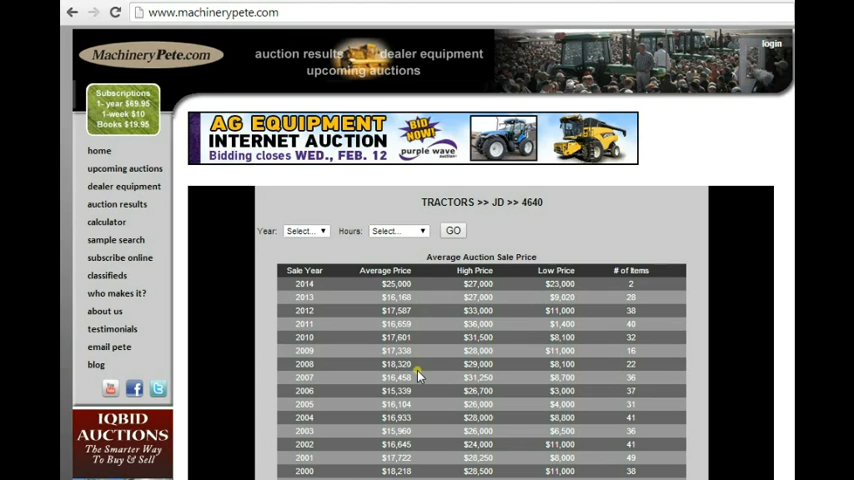 www.machinerypete.com
MachineryPete.com
auction results dealer equipment
upcoming auctions
login
Subscriptions
1- year $69.95
1-week $10
Books $19.95
home
upcoming auctions
dealer equipment
auction results
calculator
sample search
subscribe online
classifieds
who makes it?
about us
testimonials
email pete
blog
You Tube
f
t
IQBID
AUCTIONS
The Smarter Way
To Buy & Sell
AG EQUIPMENT
INTERNET AUCTION
Bidding closes WED., FEB. 12
BID NOW!
purple wave
TRACTORS >> JD >> 4640
Year: Select... Hours: Select... GO
Average Auction Sale Price
Sale Year Average Price High Price Low Price # of Items
2014 $25,000 $27,000 $23,000 2
2013 $16,168 $27,000 $9,020 28
2012 $17,587 $33,000 $11,000 38
2011 $16,659 $36,000 $1,400 40
2010 $17,601 $31,500 $8,100 32
2009 $17,338 $28,000 $11,000 16
2008 $18,320 $29,000 $8,100 22
2007 $16,458 $31,250 $8,700 36
2006 $15,339 $26,700 $3,000 37
2005 $16,104 $26,000 $4,000 31
2004 $16,933 $28,000 $8,800 41
2003 $15,960 $26,000 $6,500 36
2002 $16,645 $24,000 $11,000 41
2001 $17,722 $28,250 $8,000 49
2000 $18,218 $28,500 $11,000 38